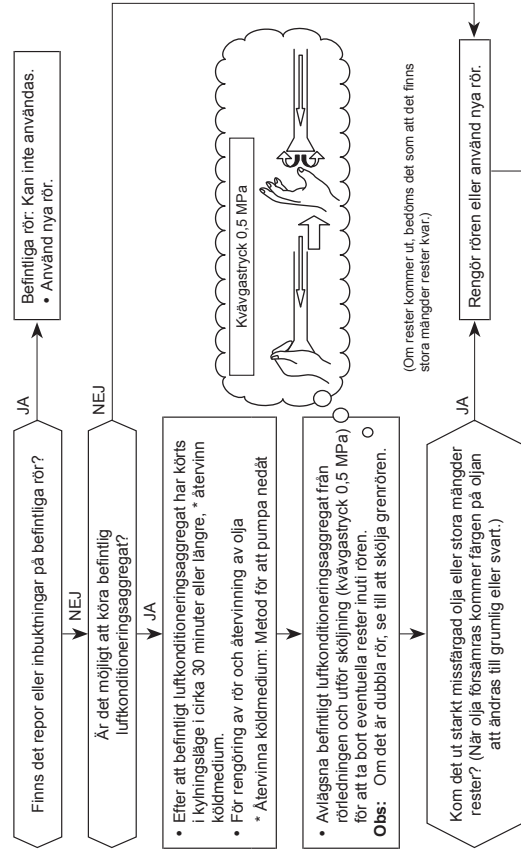 Finns det repor eller inbuktningar på befintliga rör?
JA
Befintliga rör: Kan inte användas.
• Använd nya rör.
NEJ
Är det möjligt att köra befintlig
luftkonditioneringsaggregat?
NEJ
JA
• Efter att befintligt luftkonditioneringsaggregat har körts
i kylningsläge i cirka 30 minuter eller längre, * återvinn
köldmedium.
• För rengöring av rör och återvinning av olja
* Återvinna köldmedium: Metod för att pumpa nedåt
Kvävgastryck 0,5 MPa
• Avlägsna befintligt luftkonditioneringsaggregat från
rörledningen och utför sköljning (kvävgastryck 0,5 MPa)
för att ta bort eventuella rester inuti rören.
Obs: Om det är dubbla rör, se till att skölja grenrören.
(Om rester kommer ut, bedöms det som att det finns
stora mängder rester kvar.)
Kom det ut starkt missfärgad olja eller stora mängder
rester? (När olja försämras kommer färgen på oljan
att ändras till grumlig eller svart.)
JA
Rengör rören eller använd nya rör.